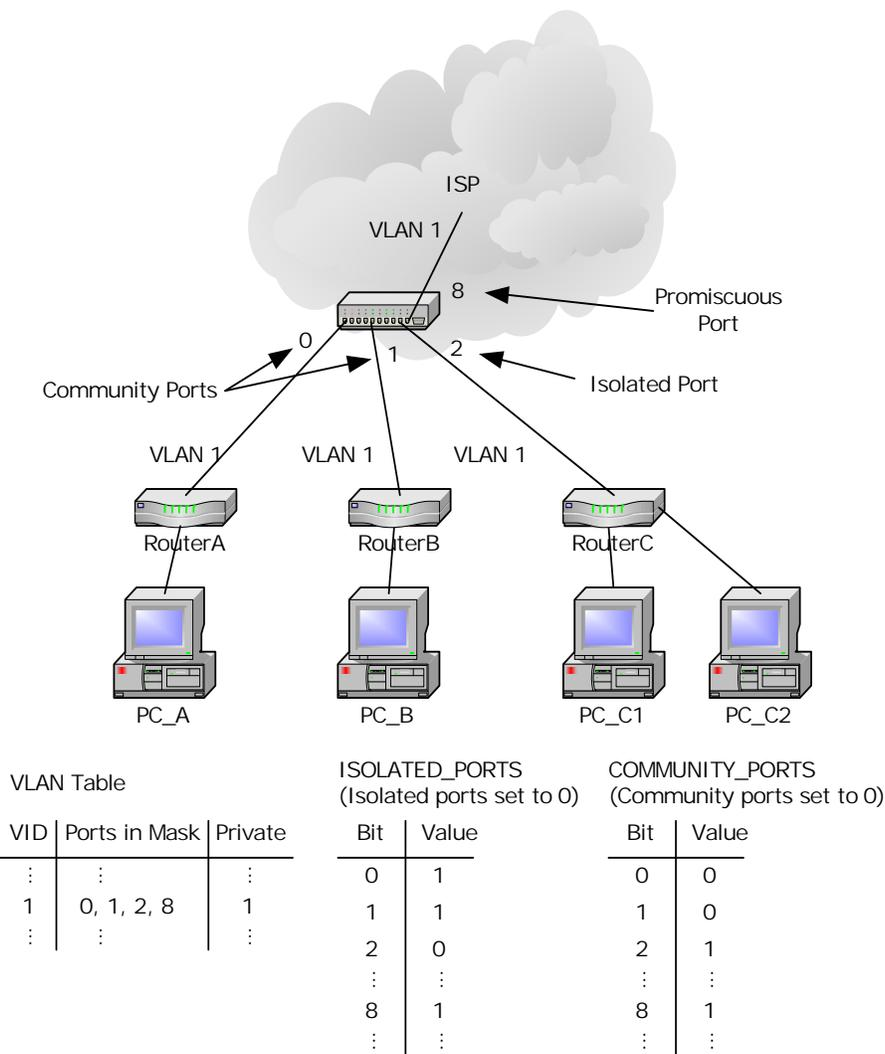 ISP
VLAN 1
8
Promiscuous
Port
0
1
2
Community Ports
Isolated Port
VLAN 1
VLAN 1
VLAN 1
RouterA
RouterB
RouterC
PC_A
PC_B
PC_C1
PC_C2
VLAN Table
VID Ports in Mask Private
⋮ ⋮ ⋮
1 0, 1, 2, 8 1
⋮ ⋮ ⋮
ISOLATED_PORTS
(Isolated ports set to 0)
Bit Value
0 1
1 1
2 0
⋮ ⋮
8 1
⋮ ⋮
COMMUNITY_PORTS
(Community ports set to 0)
Bit Value
0 0
1 0
2 1
⋮ ⋮
8 1
⋮ ⋮